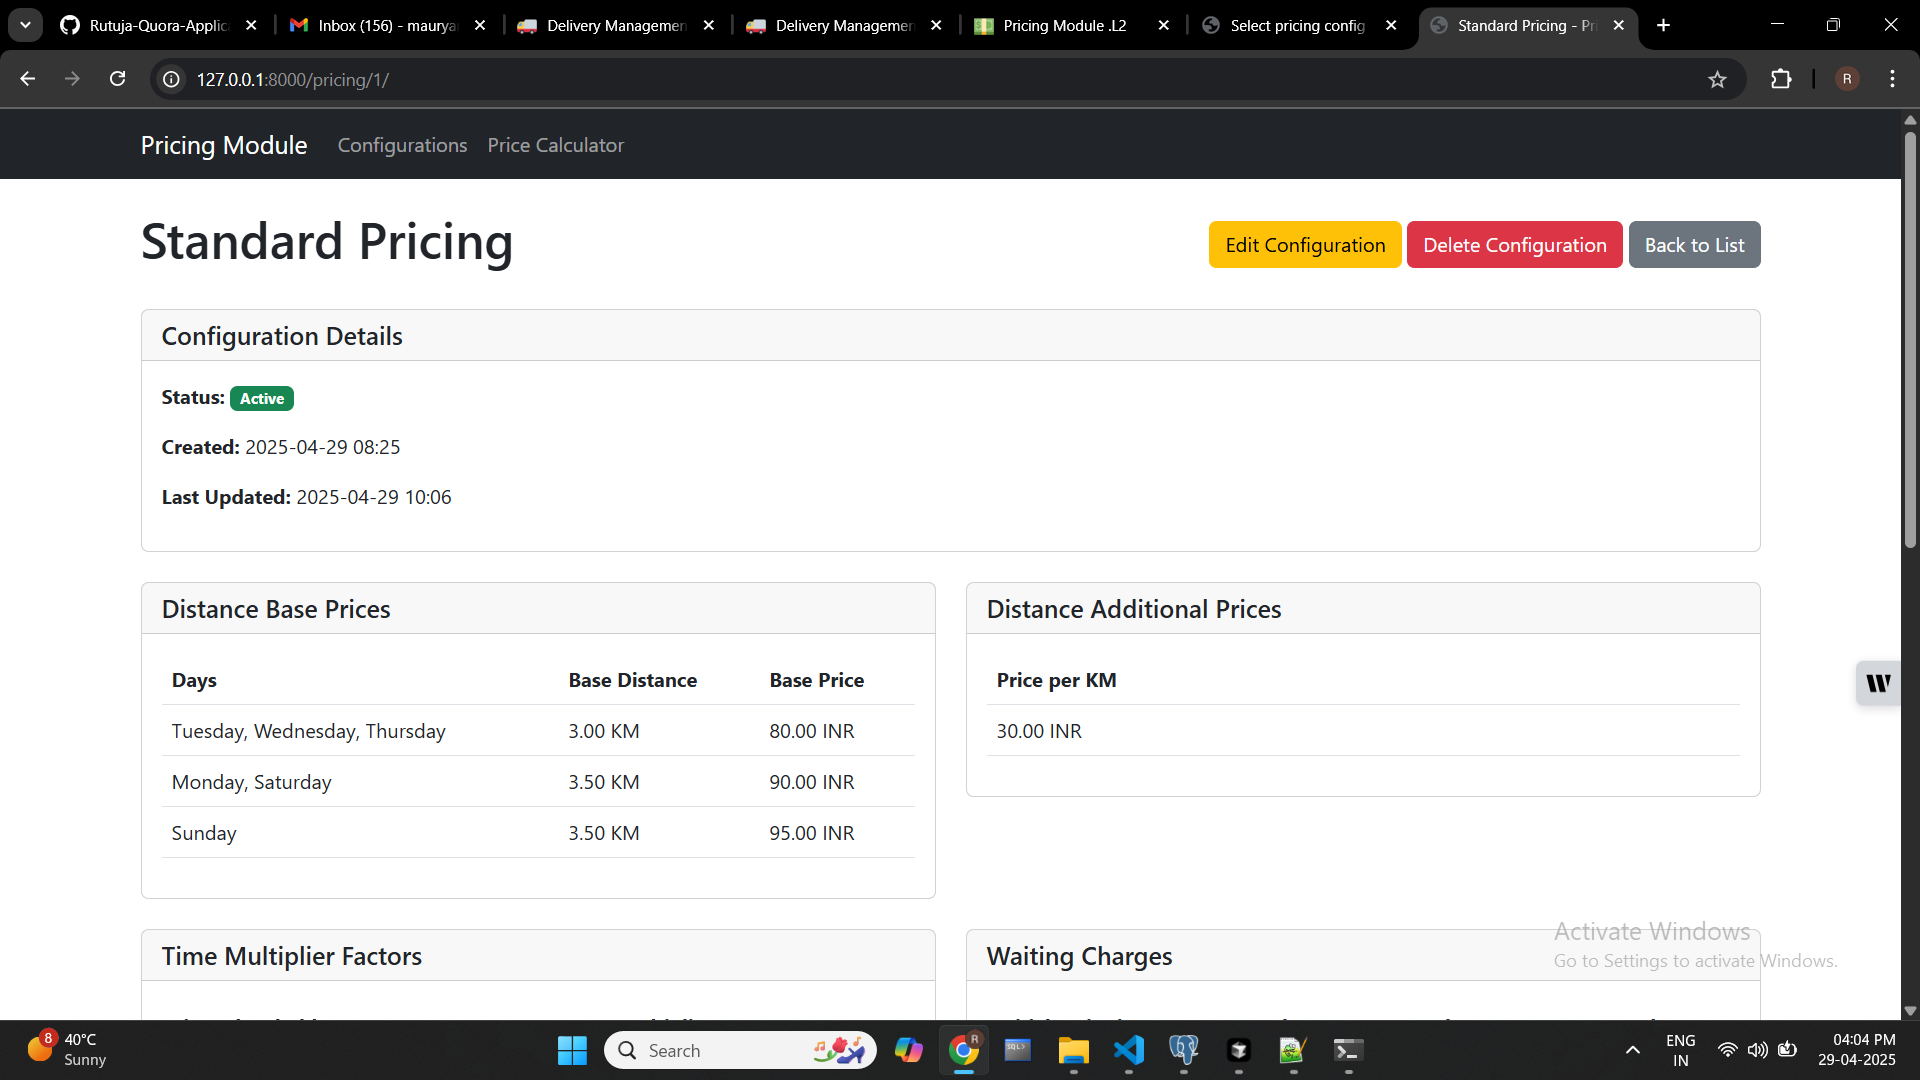 Rutuja-Quora-Applic
Inbox (156) - maurya
Delivery Managemen
Delivery Managemen
Pricing Module .L2
Select pricing config
Standard Pricing - Pri
127.0.0.1:8000/pricing/1/
R
Pricing Module
Configurations
Price Calculator
Standard Pricing
Edit Configuration
Delete Configuration
Back to List
Configuration Details
Status: Active
Created: 2025-04-29 08:25
Last Updated: 2025-04-29 10:06
Distance Base Prices
Days Base Distance Base Price
Tuesday, Wednesday, Thursday 3.00 KM 80.00 INR
Monday, Saturday 3.50 KM 90.00 INR
Sunday 3.50 KM 95.00 INR
Distance Additional Prices
Price per KM
30.00 INR
W
Time Multiplier Factors
Waiting Charges
Activate Windows
Go to Settings to activate Windows.
8
40°C
Sunny
Search
R
SQL>
ENG
IN
04:04 PM
29-04-2025